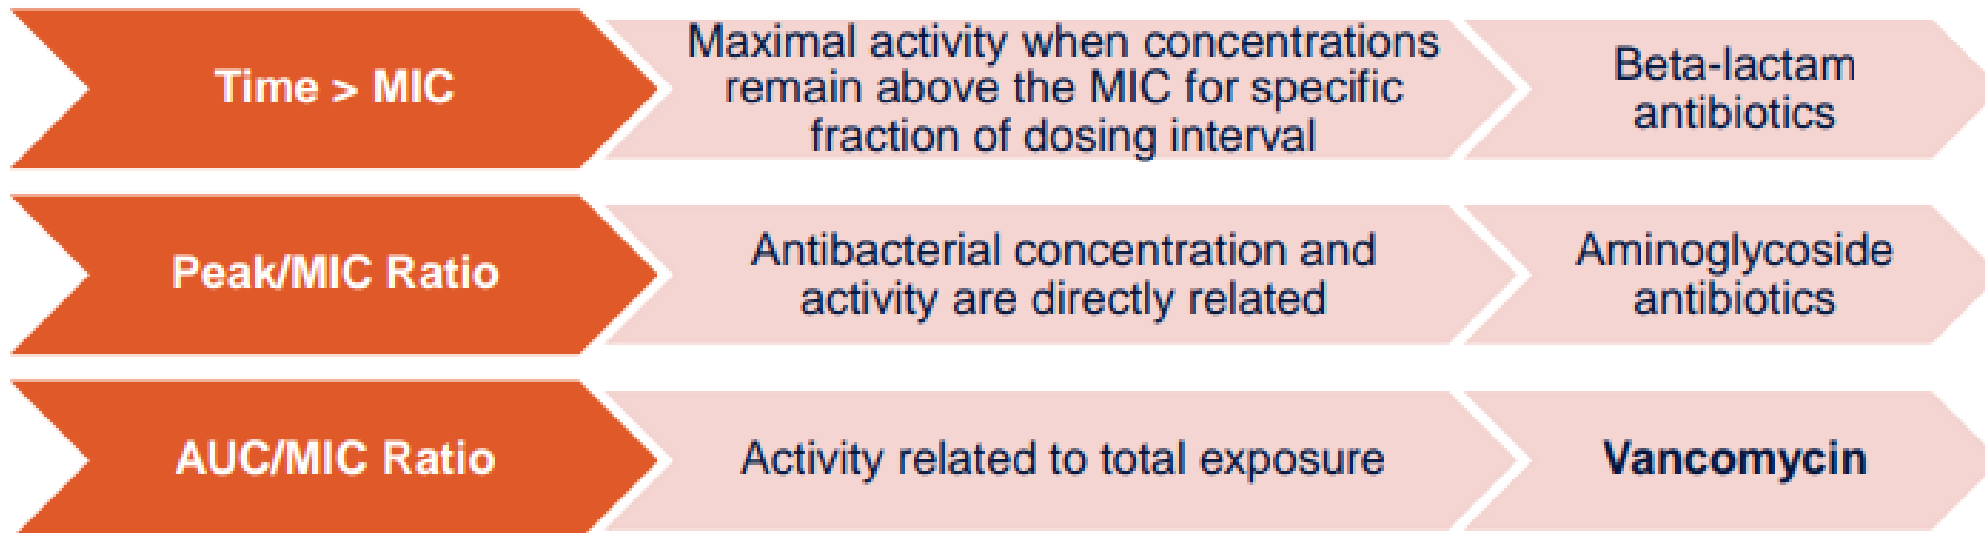 Time > MIC
Maximal activity when concentrations
remain above the MIC for specific
fraction of dosing interval
Beta-lactam
antibiotics
Peak/MIC Ratio
Antibacterial concentration and
activity are directly related
Aminoglycoside
antibiotics
AUC/MIC Ratio
Activity related to total exposure
Vancomycin